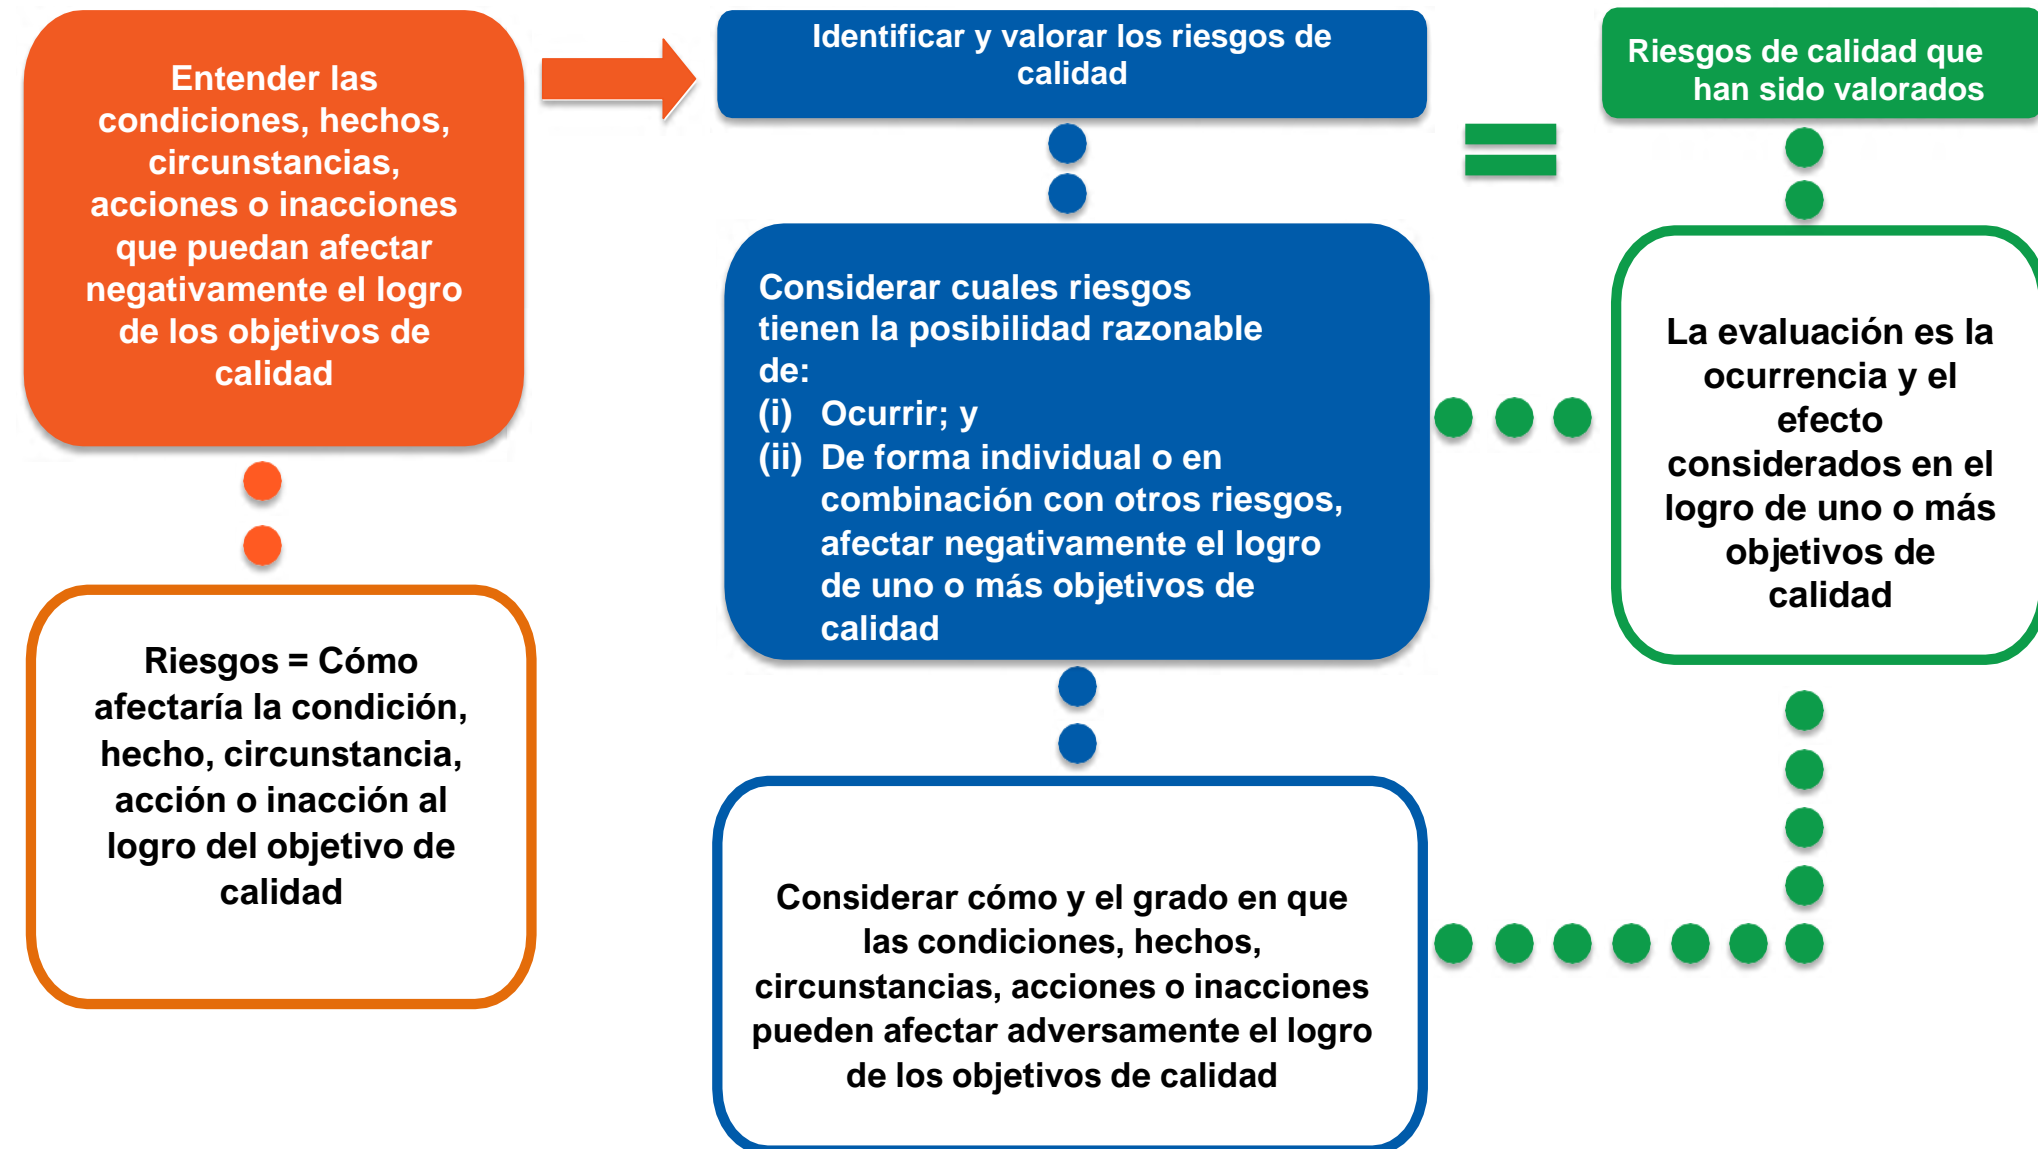 Entender las
condiciones, hechos,
circunstancias,
acciones o inacciones
que puedan afectar
negativamente el logro
de los objetivos de
calidad
Riesgos = Cómo
afectaría la condición,
hecho, circunstancia,
acción o inacción al
logro del objetivo de
calidad
Identificar y valorar los riesgos de
calidad
Considerar cuales riesgos
tienen la posibilidad razonable
de:
(i) Ocurrir; y
(ii) De forma individual o en
combinación con otros riesgos,
afectar negativamente el logro
de uno o más objetivos de
calidad
Considerar cómo y el grado en que
las condiciones, hechos,
circunstancias, acciones o inacciones
pueden afectar adversamente el logro
de los objetivos de calidad
Riesgos de calidad que
han sido valorados
La evaluación es la
ocurrencia y el
efecto
considerados en el
logro de uno o más
objetivos de
calidad